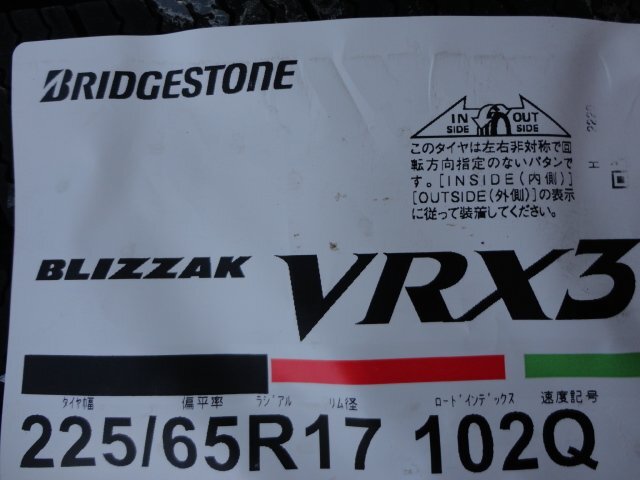 BRIDGESTONE
IN SIDE OUT SIDE
このタイヤは左右非対称で回
転方向指定のないパタンで
す。[INSIDE(内側)]
[OUTSIDE(外側)]の表示
に従って装着してください。
H
BLIZZAK VRX3
タイヤ幅 偏平率 ラジアル リム径 ロードインデックス 速度記号
225/65R17 102Q